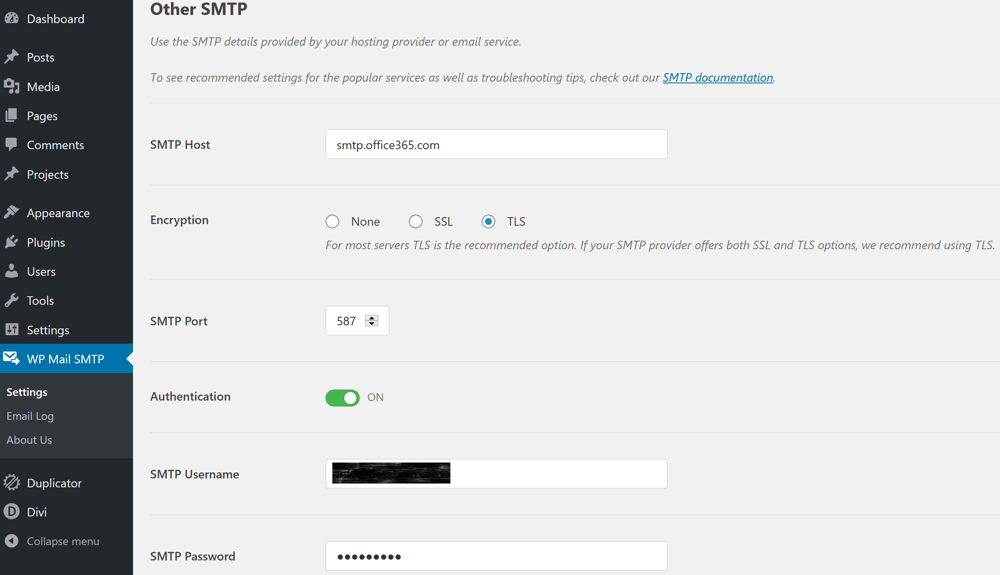 Dashboard
Posts
Media
Pages
Comments
Projects
Appearance
Plugins
Users
Tools
Settings
WP Mail SMTP
Settings
Email Log
About Us
Duplicator
Divi
Collapse menu
Other SMTP
Use the SMTP details provided by your hosting provider or email service.
To see recommended settings for the popular services as well as troubleshooting tips, check out our SMTP documentation.
SMTP Host
smtp.office365.com
Encryption
None SSL TLS
For most servers TLS is the recommended option. If your SMTP provider offers both SSL and TLS options, we recommend using TLS.
SMTP Port
587
Authentication
ON
SMTP Username
SMTP Password